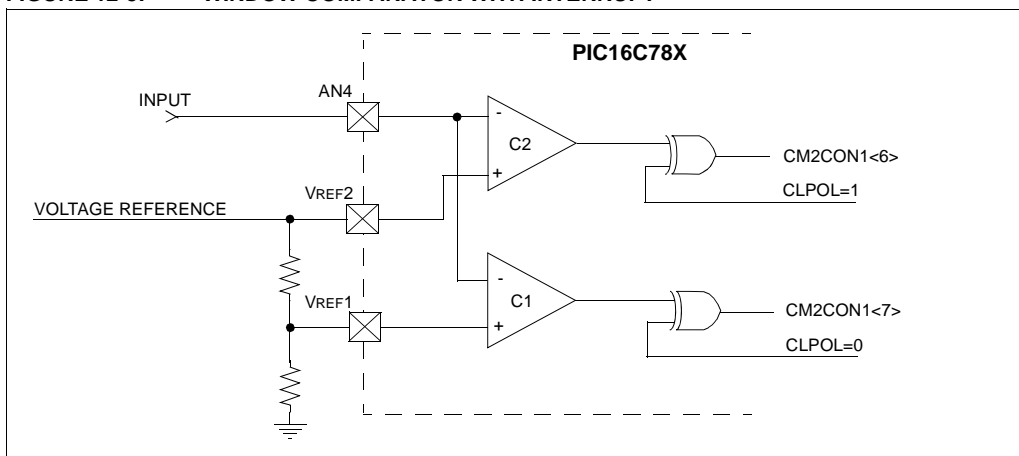 PIC16C78X
AN4
INPUT
-
C2
+
CM2CON1<6>
CLPOL=1
VREF2
VOLTAGE REFERENCE
-
C1
+
VREF1
CM2CON1<7>
CLPOL=0